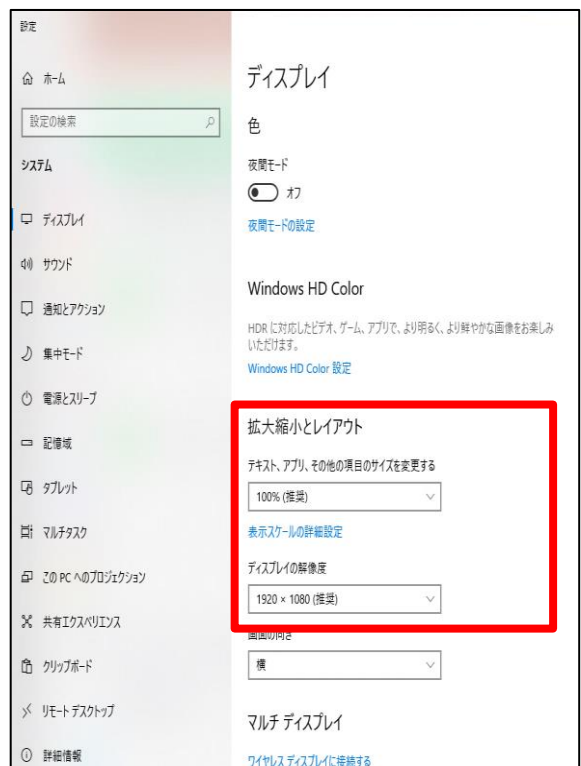 設定
ホーム
設定の検索
システム
ディスプレイ
サウンド
通知とアクション
集中モード
電源とスリープ
記憶域
タブレット
マルチタスク
この PC へのプロジェクション
共有エクスペリエンス
クリップボード
リモート デスクトップ
詳細情報
ディスプレイ
色
夜間モード
オフ
夜間モードの設定
Windows HD Color
HDR に対応したビデオ、ゲーム、アプリで、より明るく、より鮮やかな画像をお楽しみ
いただけます。
Windows HD Color 設定
拡大縮小とレイアウト
テキスト、アプリ、その他の項目のサイズを変更する
100% (推奨)
表示スケールの詳細設定
ディスプレイの解像度
1920 × 1080 (推奨)
画面の向き
横
マルチ ディスプレイ
ワイヤレス ディスプレイに接続する